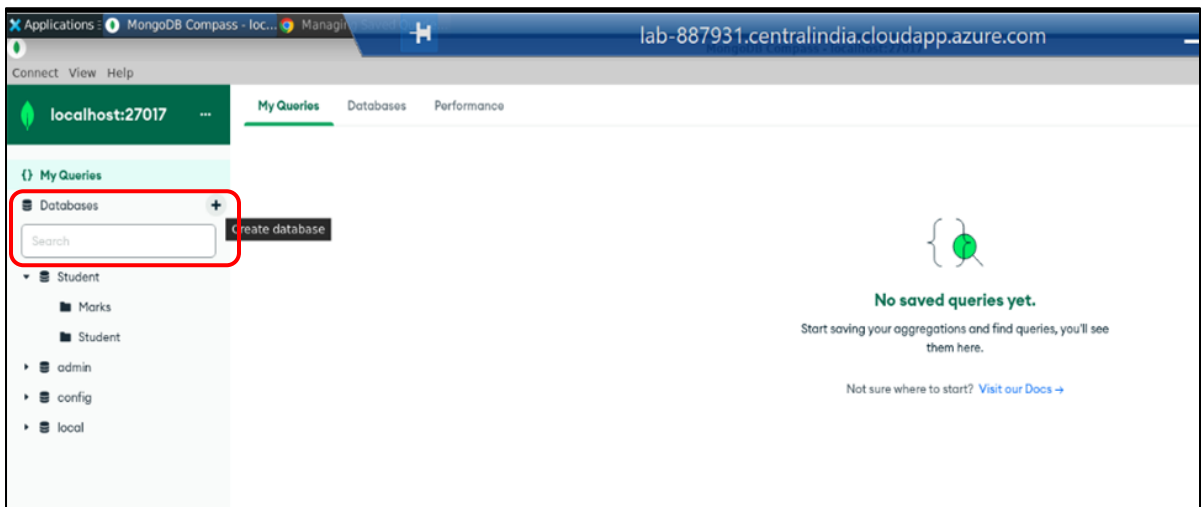 Applications MongoDB Compass - loc... Managin
lab-887931.centralindia.cloudapp.azure.com
Connect View Help
localhost:27017 ...
My Queries Databases Performance
{} My Queries
Databases +
Create database
Search
Student
Marks
Student
admin
config
local
No saved queries yet.
Start saving your aggregations and find queries, you'll see
them here.
Not sure where to start? Visit our Docs →